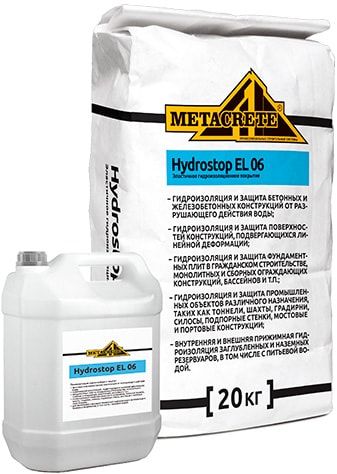 METACRETE
ПРОФЕССИОНАЛЬНЫЕ СТРОИТЕЛЬНЫЕ СИСТЕМЫ
Hydrostop EL 06
Эластичное гидроизоляционное покрытие
– ГИДРОИЗОЛЯЦИЯ И ЗАЩИТА БЕТОННЫХ И
ЖЕЛЕЗОБЕТОННЫХ КОНСТРУКЦИЙ ОТ РАЗ-
РУШАЮЩЕГО ДЕЙСТВИЯ ВОДЫ;
– ГИДРОИЗОЛЯЦИЯ И ЗАЩИТА ПОВЕРХНОС-
ТЕЙ КОНСТРУКЦИЙ, ПОДВЕРГАЮЩИХСЯ ЛИ-
НЕЙНОЙ ДЕФОРМАЦИИ;
– ГИДРОИЗОЛЯЦИЯ И ЗАЩИТА ФУНДАМЕНТ-
НЫХ ПЛИТ В ГРАЖДАНСКОМ СТРОИТЕЛЬСТВЕ,
МОНОЛИТНЫХ И СБОРНЫХ ОГРАЖДАЮЩИХ
КОНСТРУКЦИЙ, БАССЕЙНОВ И Т.П.;
– ГИДРОИЗОЛЯЦИЯ И ЗАЩИТА ПРОМЫШЛЕН-
НЫХ ОБЪЕКТОВ РАЗЛИЧНОГО НАЗНАЧЕНИЯ,
ТАКИХ КАК ТОННЕЛИ, ШАХТЫ, ГРАДИРНИ,
СИЛОСЫ, ПОДПОРНЫЕ СТЕНКИ, МОСТОВЫЕ
И ПОРТОВЫЕ КОНСТРУКЦИИ;
– ВНУТРЕННЯЯ И ВНЕШНЯЯ ПРИЖИМНАЯ ГИД-
РОИЗОЛЯЦИЯ ЗАГЛУБЛЕННЫХ И НАЗЕМНЫХ
РЕЗЕРВУАРОВ, В ТОМ ЧИСЛЕ С ПИТЬЕВОЙ ВО-
ДОЙ.
[20 КГ]
Hydrostop
METACRETE
Hydrostop EL 06